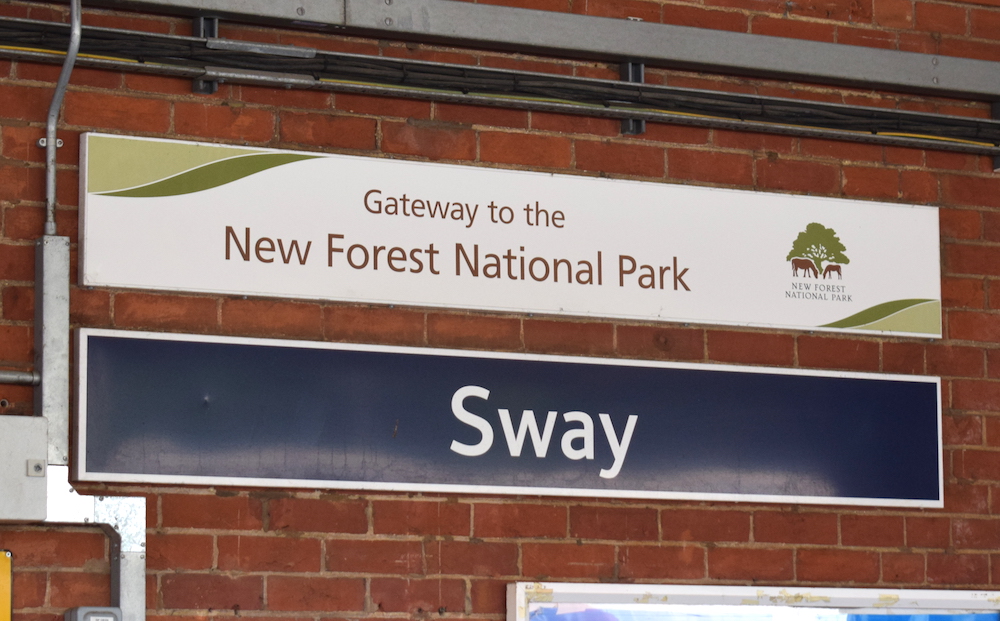 Gateway to the
New Forest National Park
NEW FOREST
NATIONAL PARK
Sway